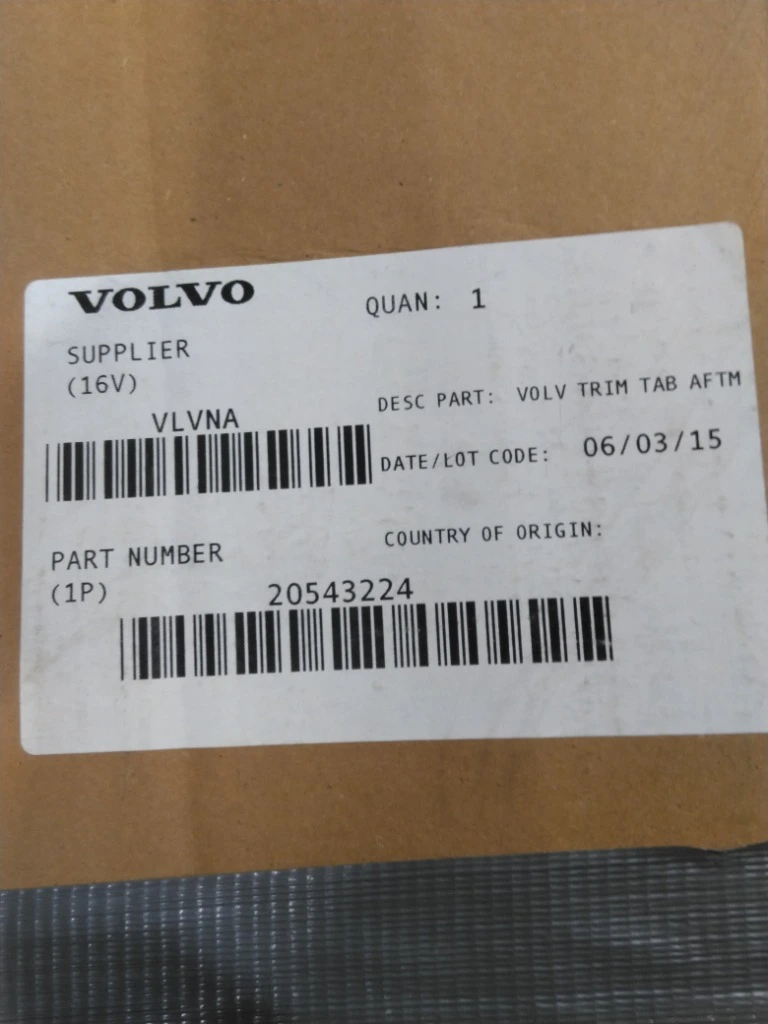 VOLVO
QUAN: 1
SUPPLIER
(16V)
VLVNA
DESC PART: VOLV TRIM TAB AFTM
DATE/LOT CODE: 06/03/15
COUNTRY OF ORIGIN:
PART NUMBER
(1P)
20543224